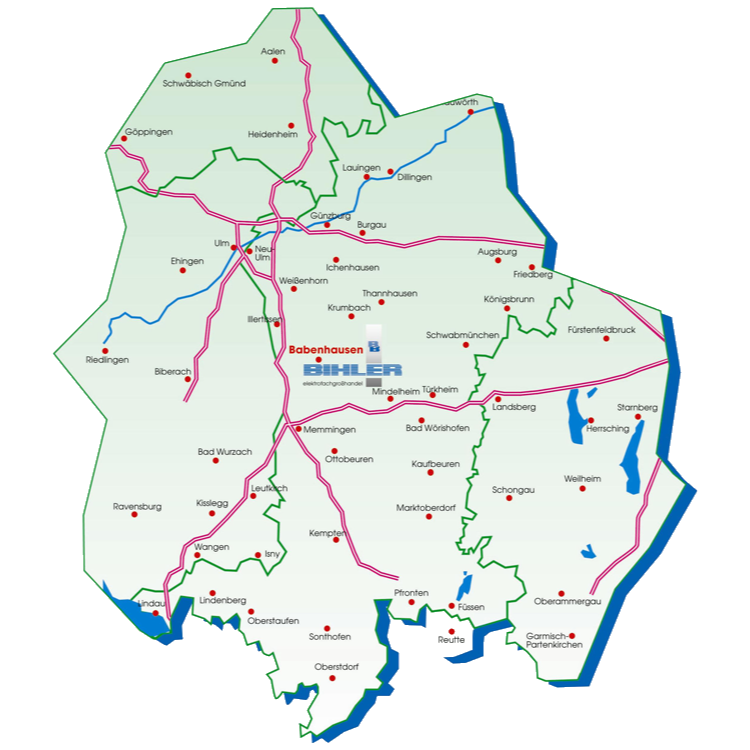 Aalen
Schwäbisch Gmünd
Göppingen
Heidenheim
Lauingen
Dillingen
Günzburg
Burgau
Ulm
Neu-
Ulm
Ehingen
Ichenhausen
Augsburg
Friedberg
Weißenhorn
Thannhausen
Krumbach
Königsbrunn
Illertissen
Schwabmünchen
Fürstenfeldbruck
Riedlingen
Babenhausen
B
BIHLER
elektrofachgroßhandel
Biberach
Mindelheim
Türkheim
Landsberg
Starnberg
Herrsching
Memmingen
Bad Wörishofen
Bad Wurzach
Ottobeuren
Kaufbeuren
Leutkirch
Schongau
Weilheim
Ravensburg
Kisslegg
Marktoberdorf
Kempten
Wangen
Isny
Lindau
Lindenberg
Pfronten
Füssen
Oberammergau
Oberstaufen
Sonthofen
Reutte
Garmisch-
Partenkirchen
Oberstdorf